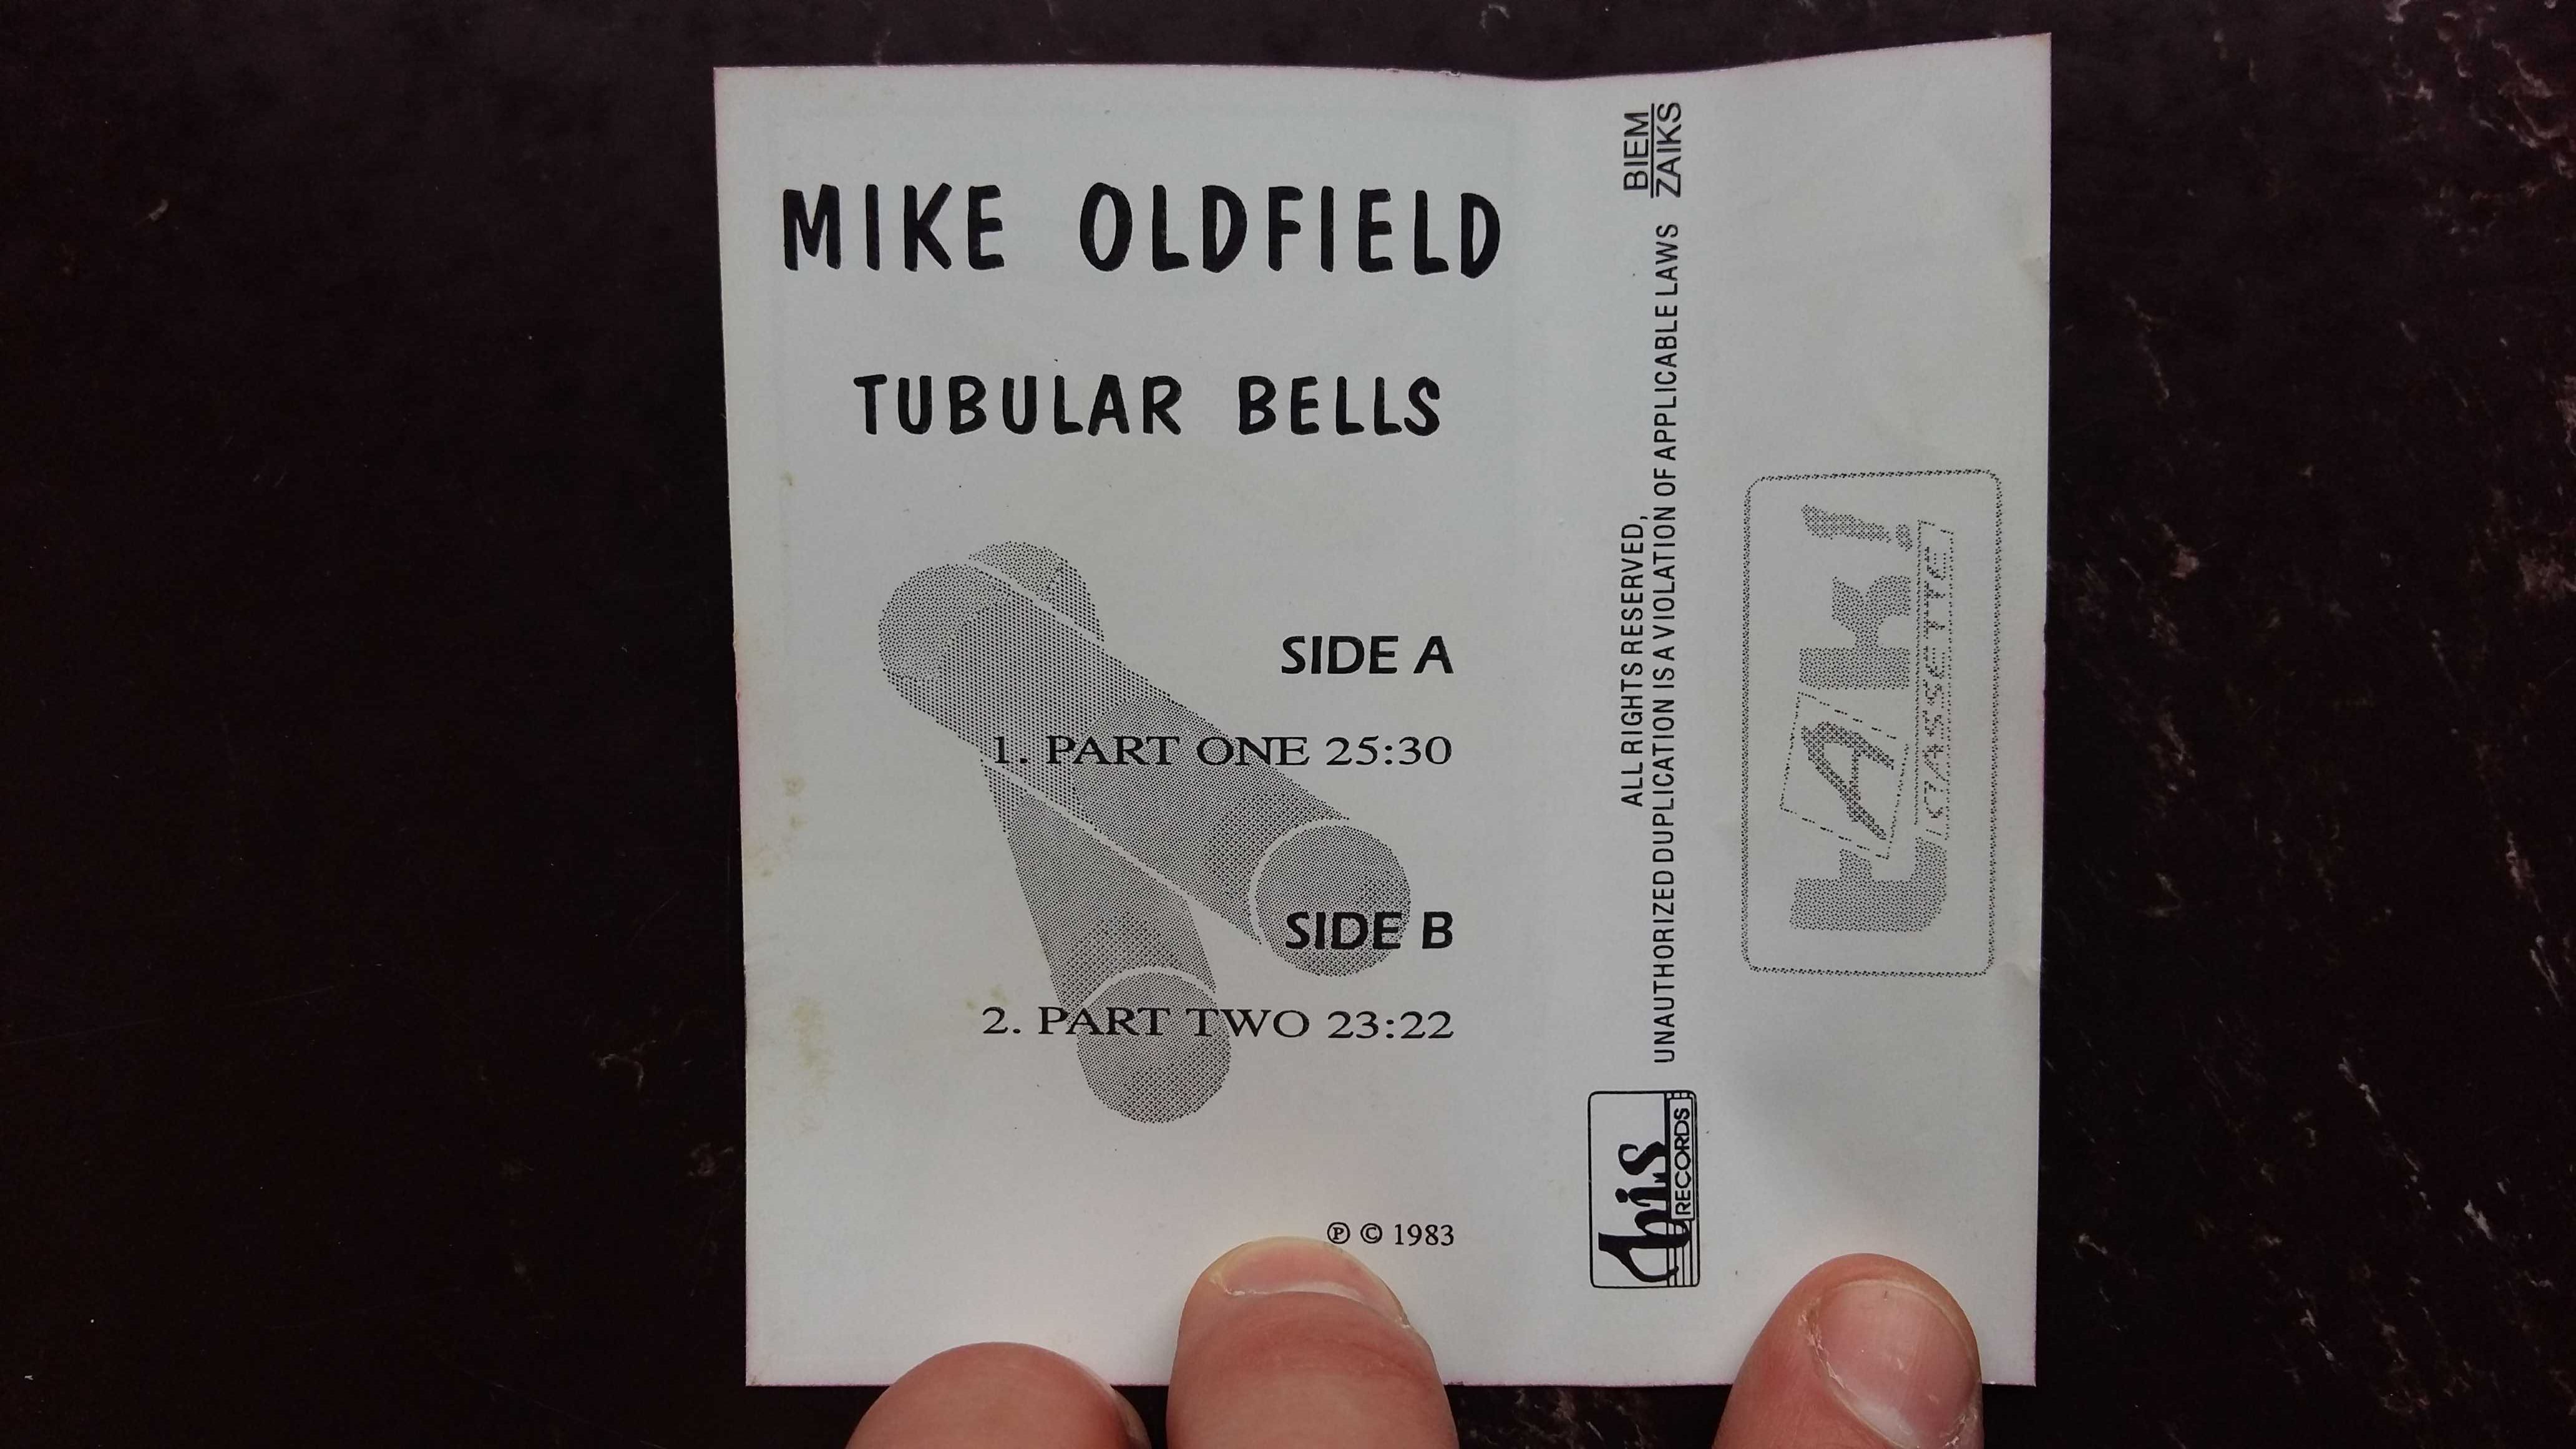 MIKE OLDFIELD
TUBULAR BELLS
SIDE A
1. PART ONE 25:30
SIDE B
2. PART TWO 23:22
℗ © 1983
ALL RIGHTS RESERVED,
UNAUTHORIZED DUPLICATION IS A VIOLATION OF APPLICABLE LAWS
BIEM
ZAIKS
RECORDS
TAk!
CASSETTE